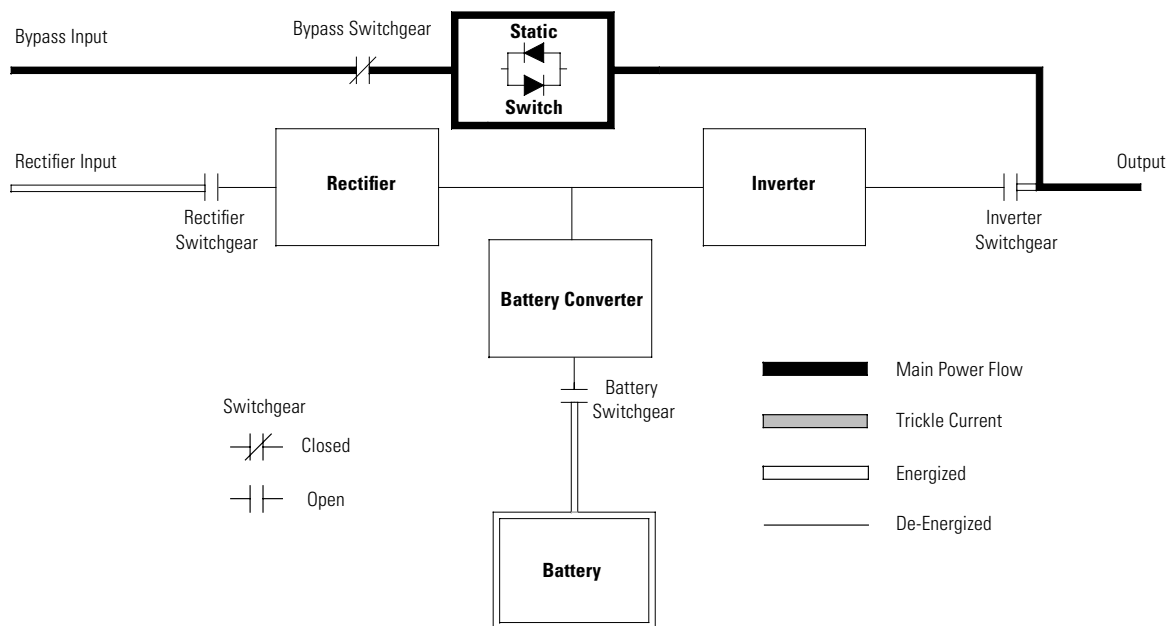 Bypass Input
Bypass Switchgear
Static
Switch
Rectifier Input
Rectifier
Switchgear
Rectifier
Inverter
Output
Inverter
Switchgear
Battery Converter
Battery
Switchgear
Battery
Switchgear
Closed
Open
Main Power Flow
Trickle Current
Energized
De-Energized